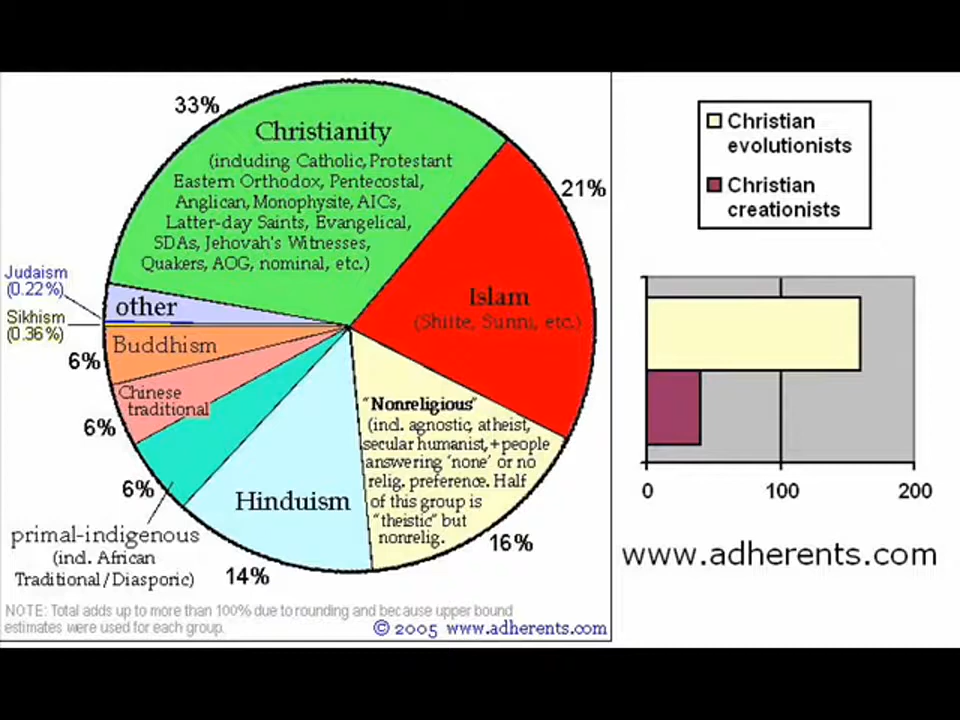 33%
Christianity
(including Catholic, Protestant
Eastern Orthodox, Pentecostal,
Anglican, Monophysite, AICs,
Latter-day Saints, Evangelical,
SDAs, Jehovah's Witnesses,
Quakers, AOG, nominal, etc.)
21%
Islam
(Shiite, Sunni, etc.)
Judaism
(0.22%)
other
Sikhism
(0.36%)
Buddhism
6%
Chinese
traditional
6%
6%
primal-indigenous
(incl. African
Traditional/Diasporic)
Hinduism
14%
"Nonreligious"
(incl. agnostic, atheist,
secular humanist, + people
answering 'none' or no
relig. preference. Half
of this group is
"theistic" but
nonrelig.
16%
NOTE: Total adds up to more than 100% due to rounding and because upper bound
estimates were used for each group.
© 2005 www.adherents.com
Christian
evolutionists
Christian
creationists
0 100 200
www.adherents.com